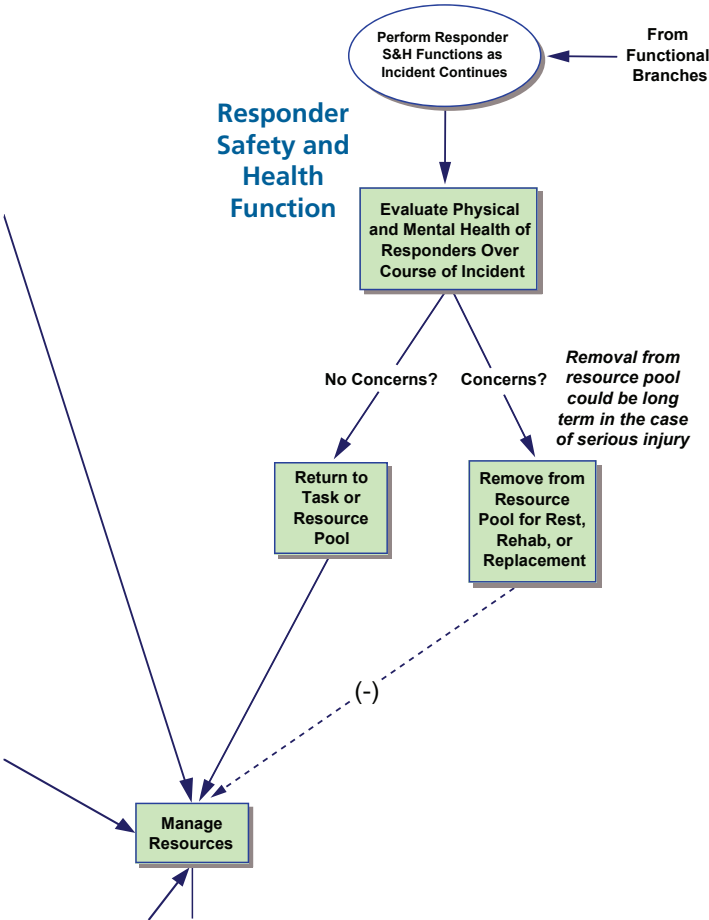 Perform Responder
S&H Functions as
Incident Continues
From
Functional
Branches
Responder
Safety and
Health
Function
Evaluate Physical
and Mental Health of
Responders Over
Course of Incident
No Concerns?
Concerns?
Removal from
resource pool
could be long
term in the case
of serious injury
Return to
Task or
Resource
Pool
Remove from
Resource
Pool for Rest,
Rehab, or
Replacement
(-)
Manage
Resources